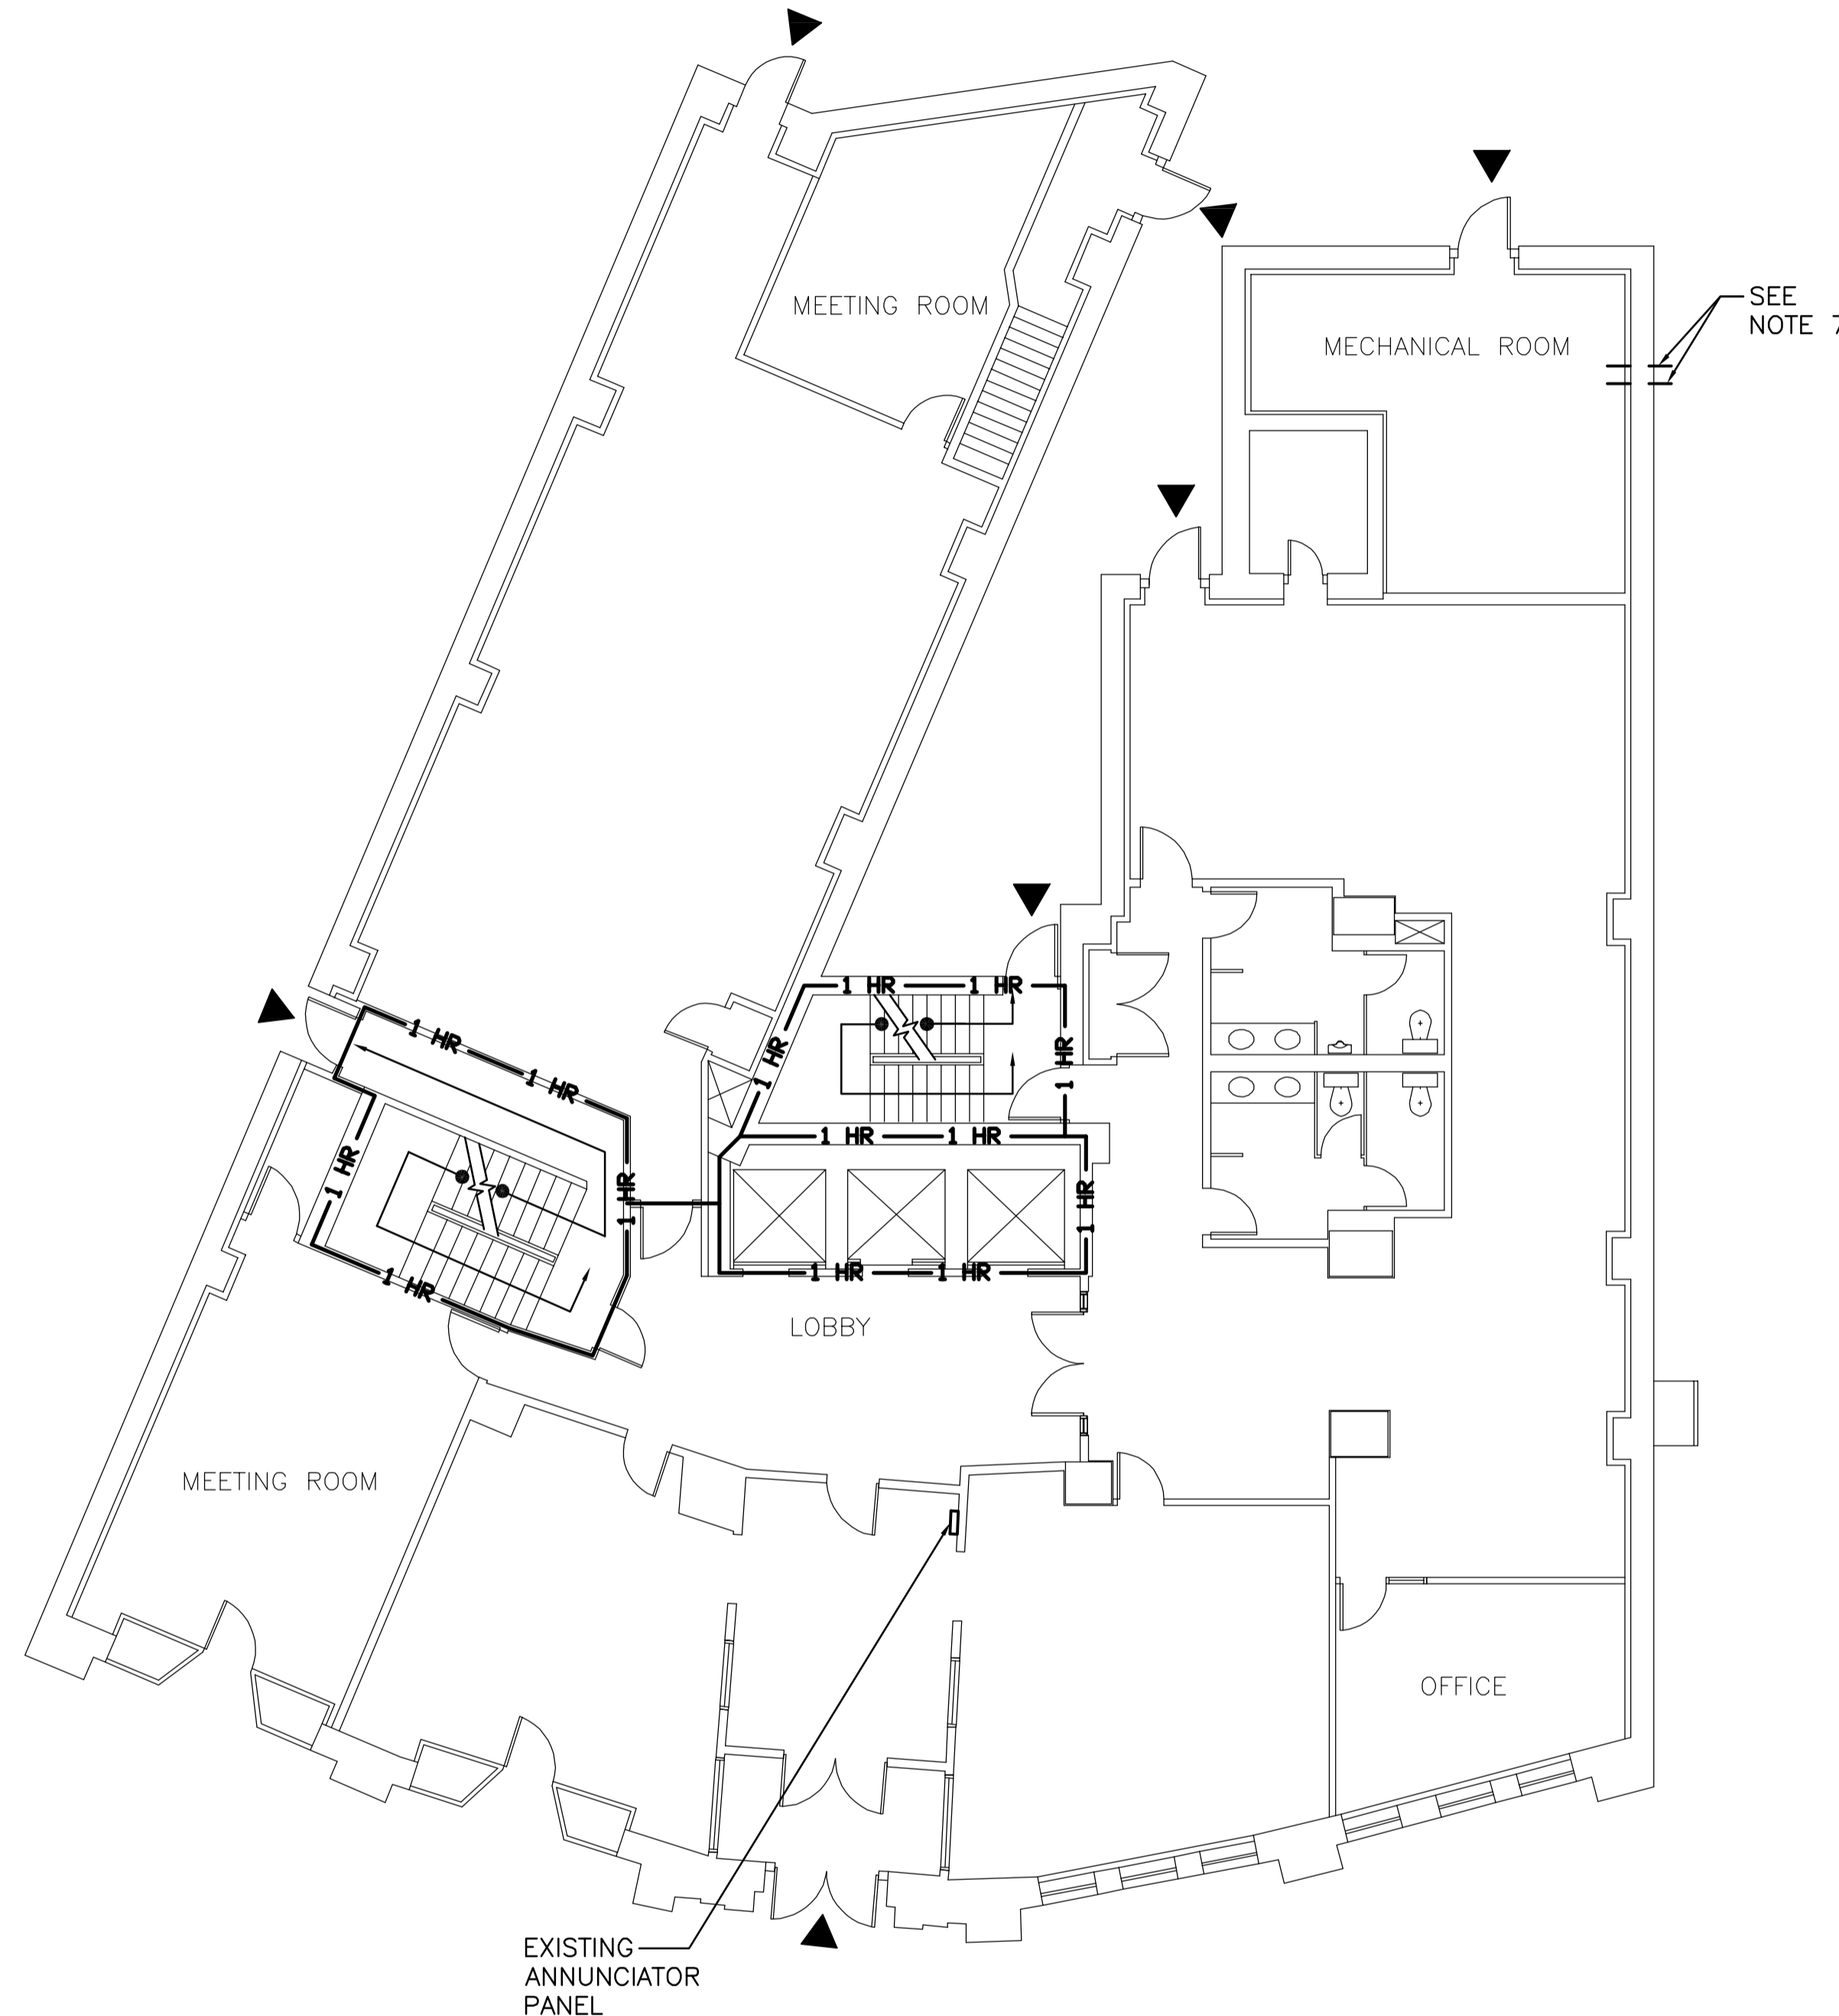 MEETING ROOM
SEE
NOTE 7
MECHANICAL ROOM
1 HR
1 HR
1 HR
1 HR
1 HR
1 HR
1 HR
1 HR
1 HR
1 HR
1 HR
1 HR
1 HR
1 HR
LOBBY
MEETING ROOM
OFFICE
EXISTING
ANNUNCIATOR
PANEL